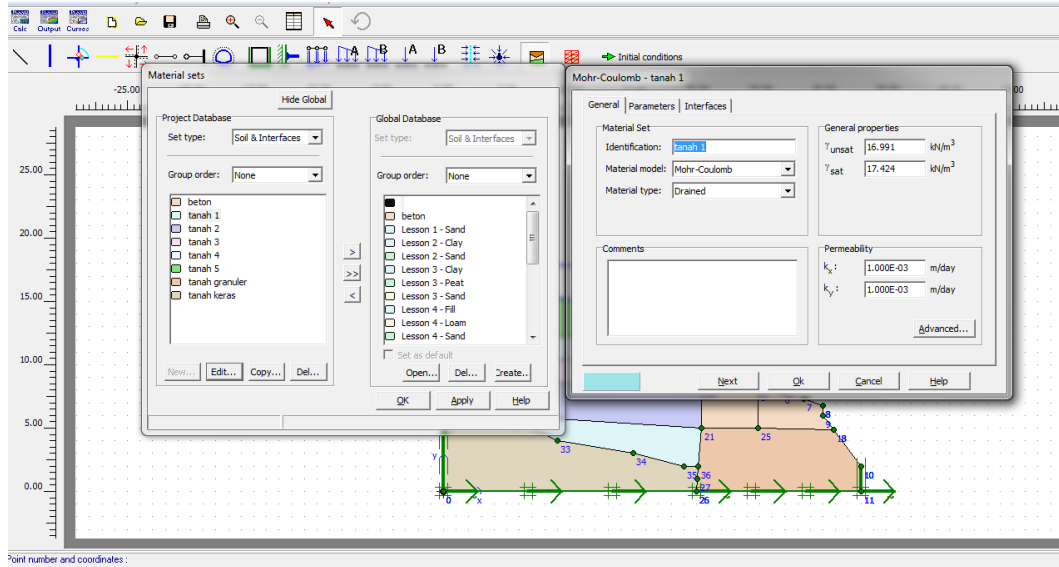 Calc Output Curves
Initial conditions
-25.00
00
25.00
20.00
15.00
10.00
5.00
0.00
Material sets
Hide Global
Project Database
Set type: Soil & Interfaces
Group order: None
beton
tanah 1
tanah 2
tanah 3
tanah 4
tanah 5
tanah granuler
tanah keras
New... Edit... Copy... Del...
>
>>
<
Global Database
Set type: Soil & Interfaces
Group order: None
beton
Lesson 1 - Sand
Lesson 2 - Clay
Lesson 2 - Sand
Lesson 3 - Clay
Lesson 3 - Peat
Lesson 3 - Sand
Lesson 4 - Fill
Lesson 4 - Loam
Lesson 4 - Sand
Set as default
Open... Del... Create..
OK Apply Help
Mohr-Coulomb - tanah 1
General Parameters Interfaces
Material Set
Identification: tanah 1
Material model: Mohr-Coulomb
Material type: Drained
Comments
General properties
γunsat 16.991 kN/m³
γsat 17.424 kN/m³
Permeability
kx: 1.000E-03 m/day
ky: 1.000E-03 m/day
Advanced...
Next Ok Cancel Help
7
8
9
18
21 25
33
34
35 36
10
27
26
11
0
y
x
Point number and coordinates :